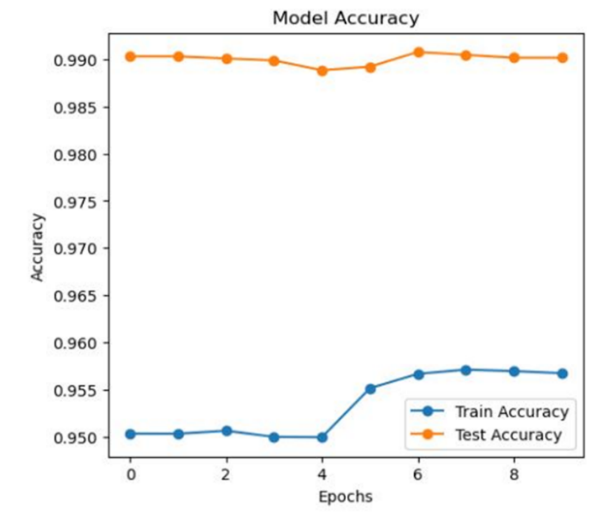 Model Accuracy
Accuracy
0.990
0.985
0.980
0.975
0.970
0.965
0.960
0.955
0.950
Train Accuracy
Test Accuracy
0 2 4 6 8
Epochs